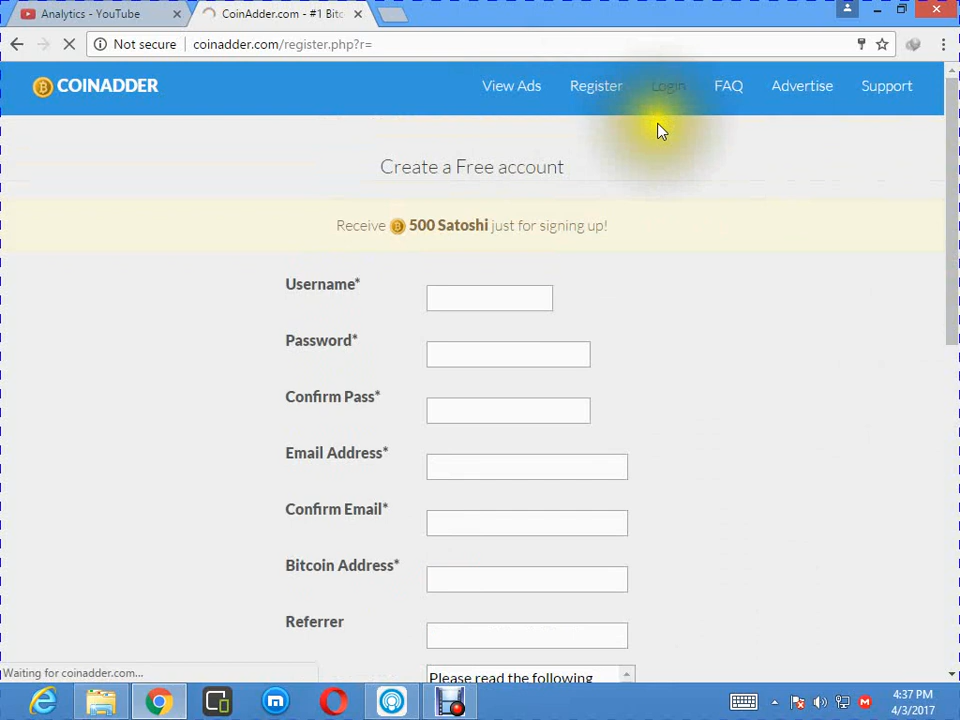 Analytics - YouTube
CoinAdder.com - #1 Bitc
Not secure
coinadder.com/register.php?r=
COINADDER
View Ads
Register
Login
FAQ
Advertise
Support
Create a Free account
Receive 500 Satoshi just for signing up!
Username*
Password*
Confirm Pass*
Email Address*
Confirm Email*
Bitcoin Address*
Referrer
Please read the following
Waiting for coinadder.com...
4:37 PM
4/3/2017